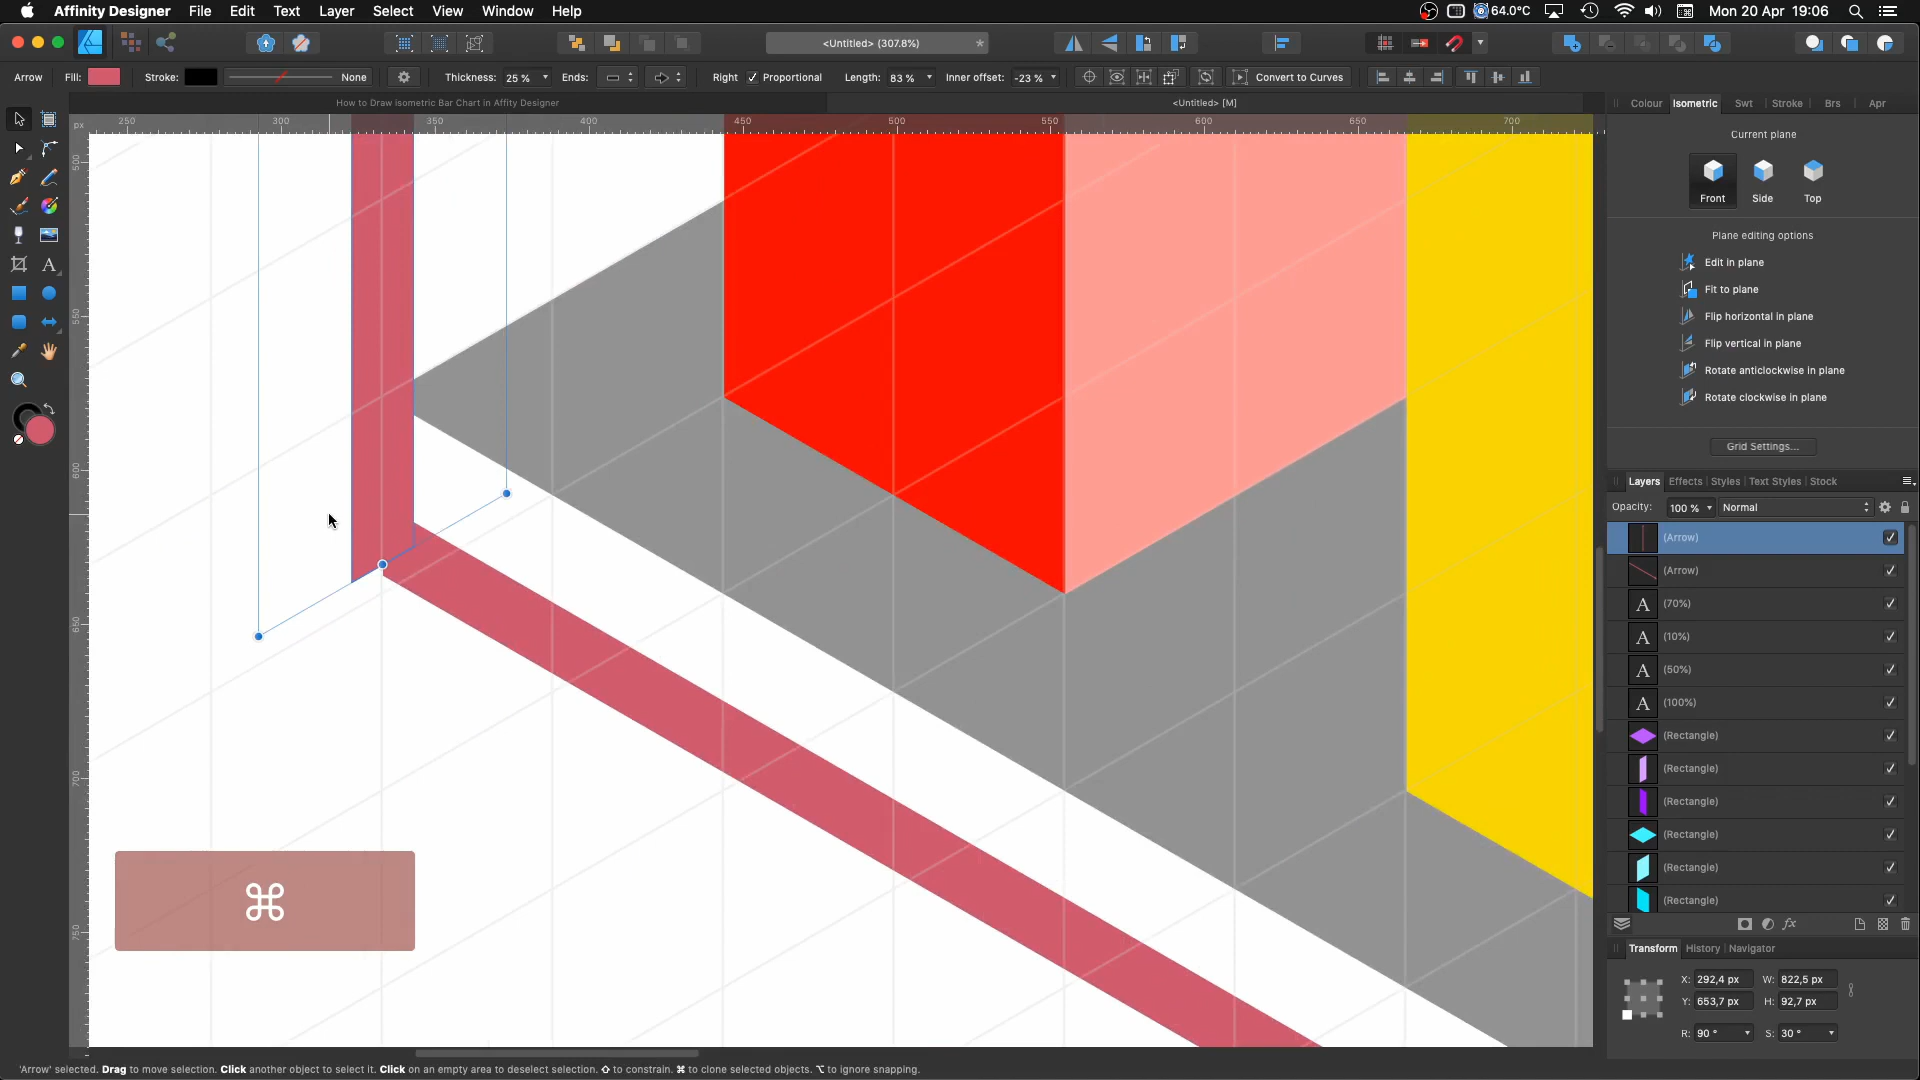 Affinity Designer File Edit Text Layer Select View Window Help 64.0°C Mon 20 Apr 19:06
<Untitled> (307.8%) *
Arrow Fill: Stroke: None Thickness: 25 % Ends: Right Proportional Length: 83 % Inner offset: -23 % Convert to Curves
How to Draw isometric Bar Chart in Affity Designer <Untitled> [M]
Colour Isometric Swt Stroke Brs Apr
px 250 300 350 400 450 500 550 600 650 700
500
550
600
650
700
750
Current plane
Front Side Top
Plane editing options
Edit in plane
Fit to plane
Flip horizontal in plane
Flip vertical in plane
Rotate anticlockwise in plane
Rotate clockwise in plane
Grid Settings...
Layers Effects Styles Text Styles Stock
Opacity: 100 % Normal
(Arrow)
(Arrow)
A (70%)
A (10%)
A (50%)
A (100%)
(Rectangle)
(Rectangle)
(Rectangle)
(Rectangle)
(Rectangle)
(Rectangle)
fx
Transform History Navigator
X: 292,4 px W: 822,5 px
Y: 653,7 px H: 92,7 px
R: 90 ° S: 30 °
⌘
'Arrow' selected. Drag to move selection. Click another object to select it. Click on an empty area to deselect selection. ⇧ to constrain. ⌘ to clone selected objects. ⌥ to ignore snapping.